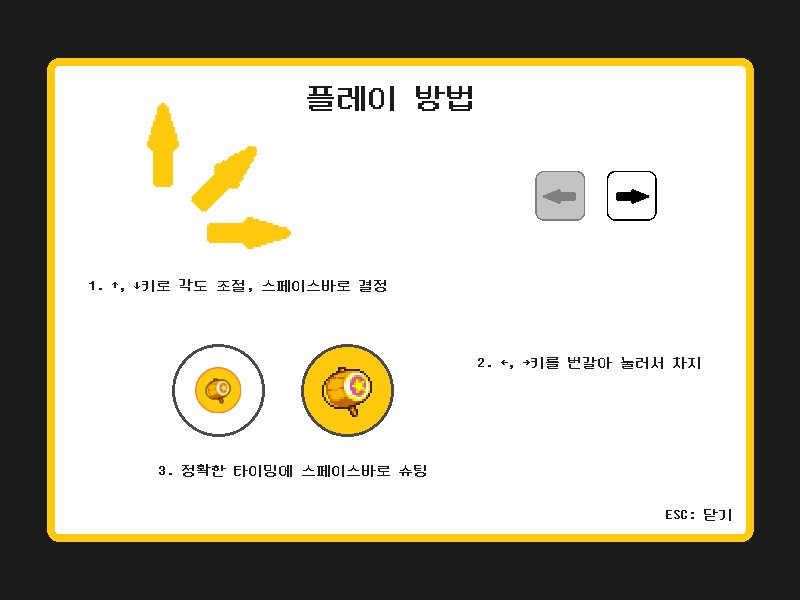 플레이 방법
1. ↑, ↓키로 각도 조절, 스페이스바로 결정
2. ←, →키를 번갈아 눌러서 차지
3. 정확한 타이밍에 스페이스바로 슈팅
ESC: 닫기